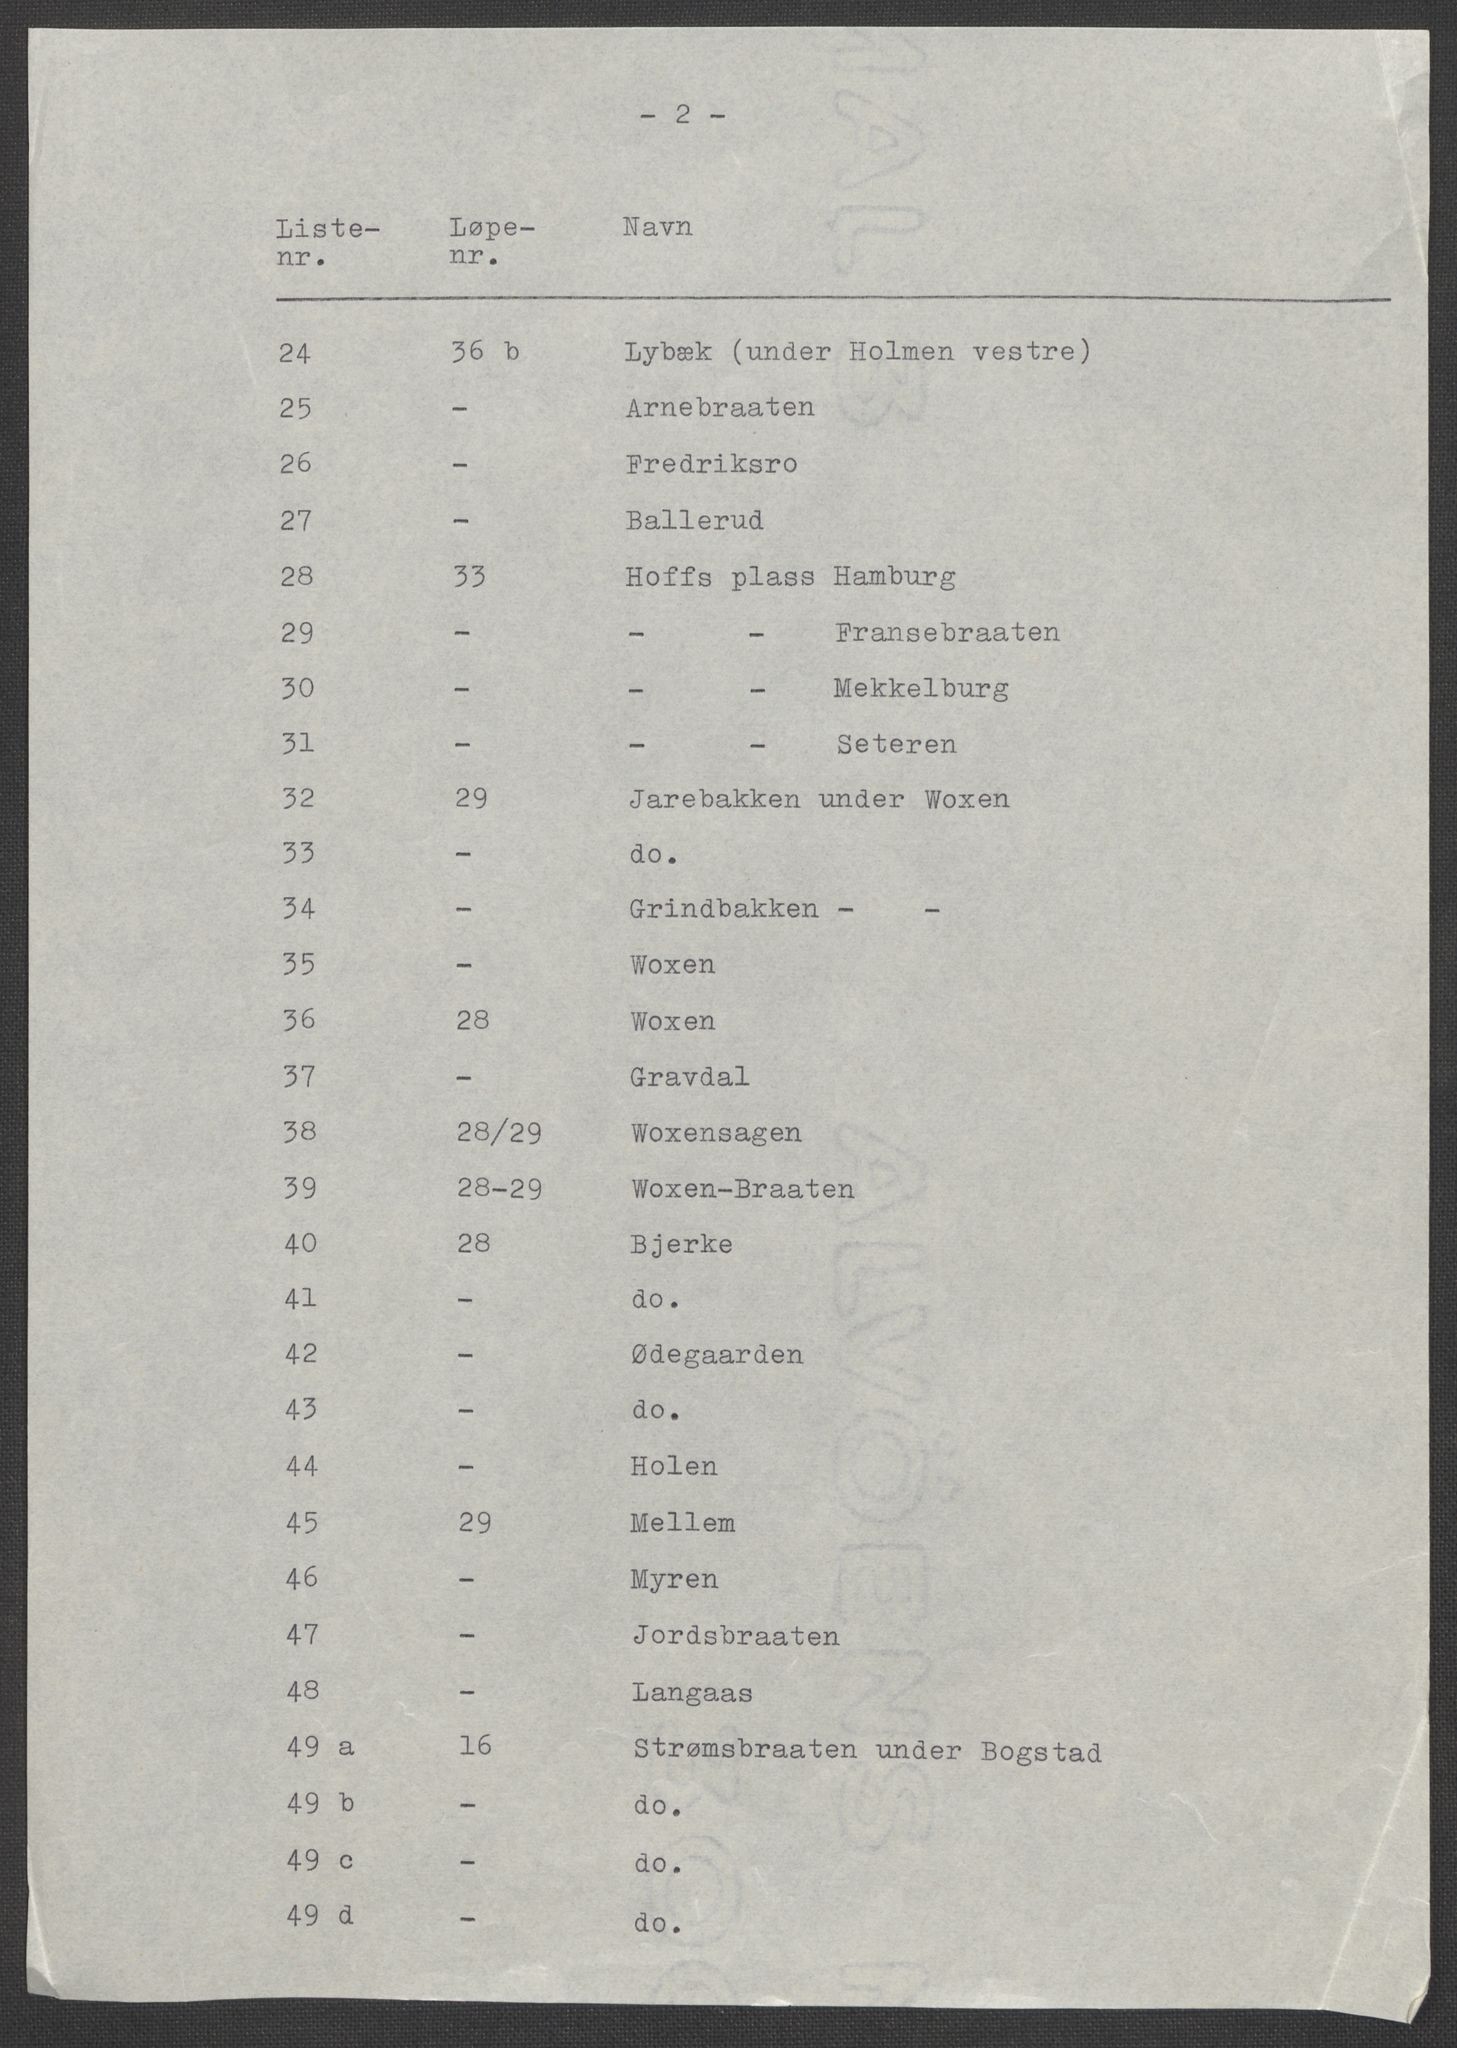 - 2 -
Liste- Løpe- Navn
nr. nr.
24 36 b Lybæk (under Holmen vestre)
25 - Arnebraaten
26 - Fredriksro
27 - Ballerud
28 33 Hoffs plass Hamburg
29 - - - Fransebraaten
30 - - - Mekkelburg
31 - - - Seteren
32 29 Jarebakken under Woxen
33 - do.
34 - Grindbakken - -
35 - Woxen
36 28 Woxen
37 - Gravdal
38 28/29 Woxensagen
39 28-29 Woxen-Braaten
40 28 Bjerke
41 - do.
42 - Ødegaarden
43 - do.
44 - Holen
45 29 Mellem
46 - Myren
47 - Jordsbraaten
48 - Langaas
49 a 16 Strømsbraaten under Bogstad
49 b - do.
49 c - do.
49 d - do.